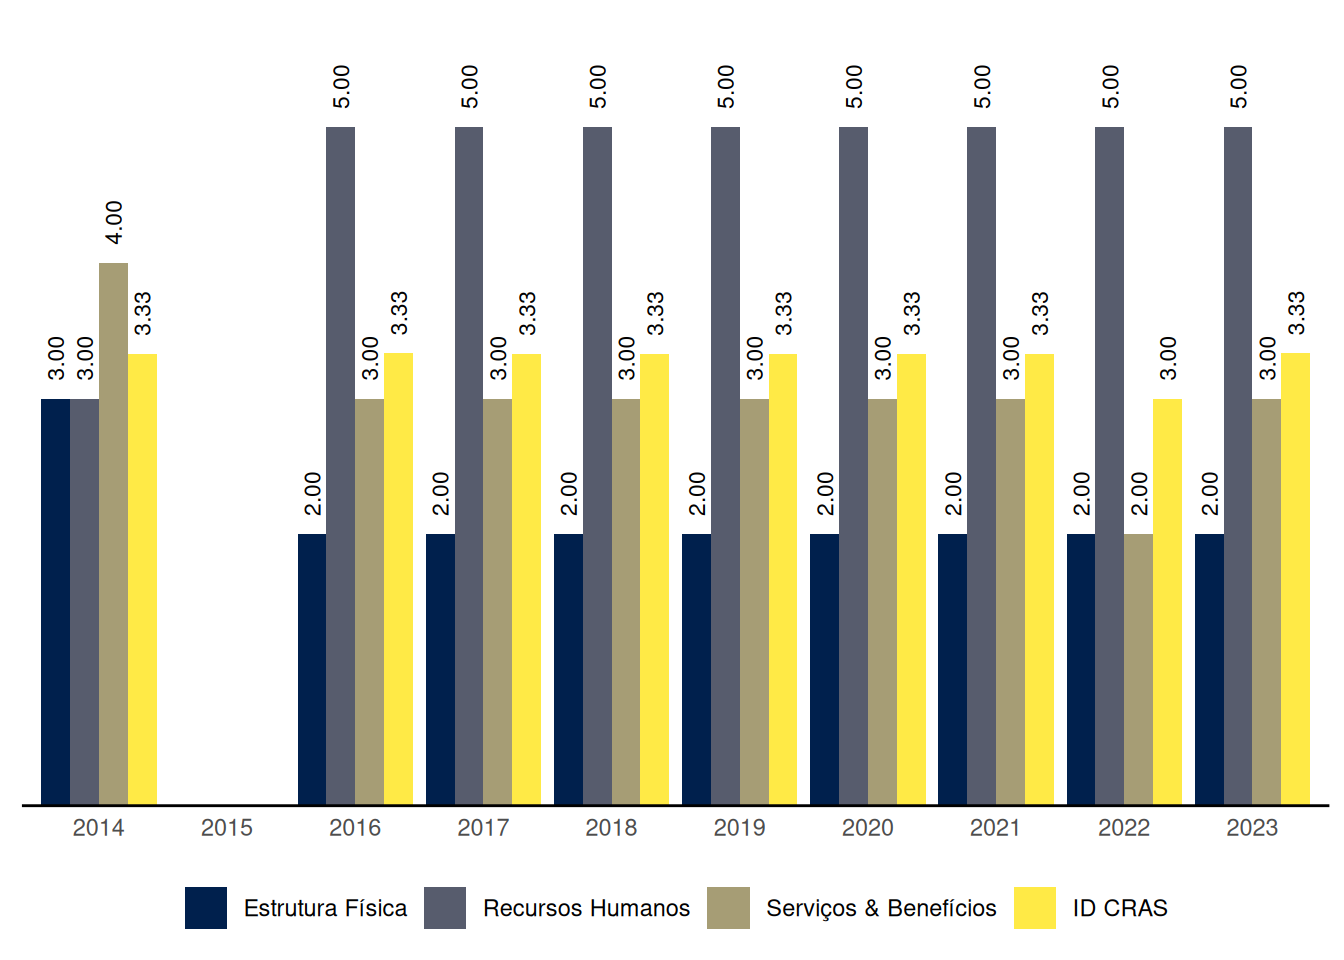 5.00 5.00 5.00 5.00 5.00 5.00 5.00 5.00
4.00
3.33 3.33 3.33 3.33 3.33 3.33 3.33 3.33
3.00 3.00 3.00 3.00 3.00 3.00 3.00 3.00 3.00 3.00
2.00 2.00 2.00 2.00 2.00 2.00 2.00 2.00 2.00
2014 2015 2016 2017 2018 2019 2020 2021 2022 2023
Estrutura Física Recursos Humanos Serviços & Benefícios ID CRAS